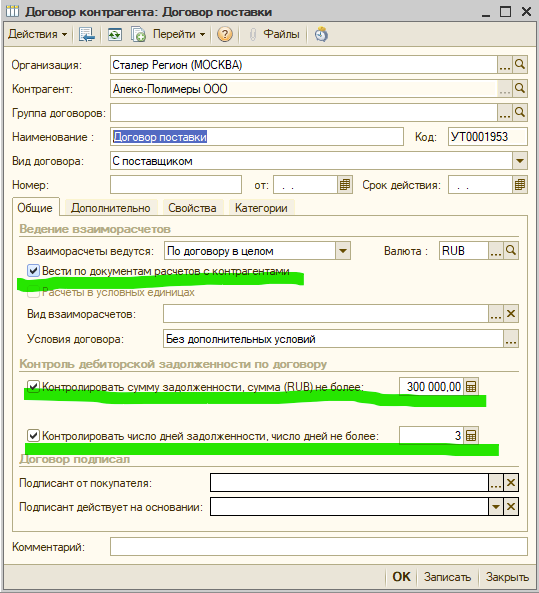 Договор контрагента: Договор поставки
Действия Перейти ? Файлы
Организация: Сталер Регион (МОСКВА) ...
Контрагент: Алеко-Полимеры ООО ...
Группа договоров: ...
Наименование : Договор поставки Код: УТ0001953
Вид договора: С поставщиком
Номер: от: . . Срок действия: . .
Общие Дополнительно Свойства Категории
Ведение взаиморасчетов
Взаиморасчеты ведутся: По договору в целом Валюта : RUB ...
Вести по документам расчетов с контрагентами
Расчеты в условных единицах
Вид взаиморасчетов: ...
Условия договора: Без дополнительных условий ...
Контроль дебиторской задолженности по договору
Контролировать сумму задолженности, сумма (RUB) не более: 300 000,00
Контролировать число дней задолженности, число дней не более: 3
Договор подписал
Подписант от покупателя: ...
Подписант действует на основании:
Комментарий:
OK Записать Закрыть